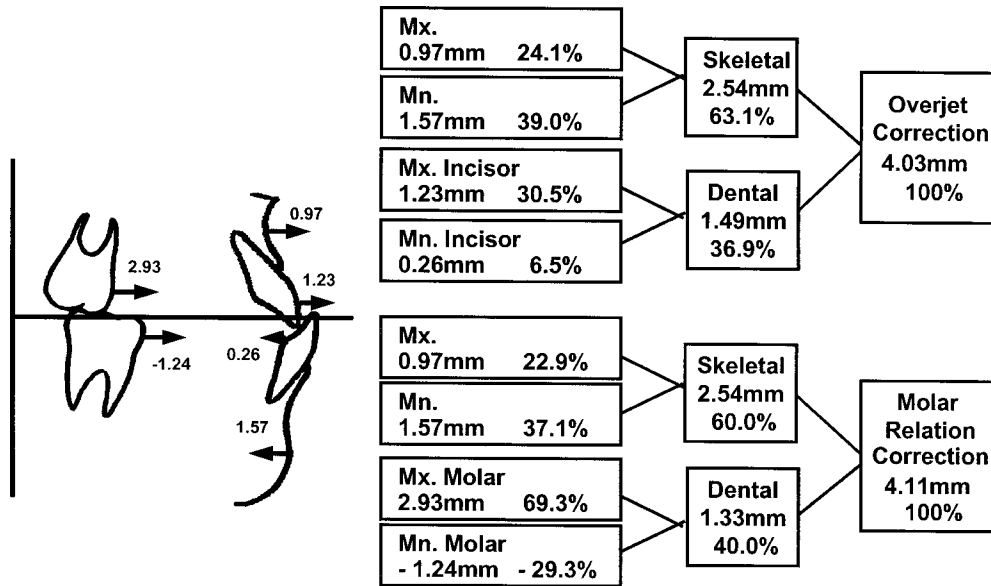 Mx.
0.97mm 24.1%
Mn.
1.57mm 39.0%
Skeletal
2.54mm
63.1%
Mx. Incisor
1.23mm 30.5%
Mn. Incisor
0.26mm 6.5%
Dental
1.49mm
36.9%
Overjet
Correction
4.03mm
100%
0.97
2.93
1.23
-1.24
0.26
1.57
Mx.
0.97mm 22.9%
Mn.
1.57mm 37.1%
Skeletal
2.54mm
60.0%
Mx. Molar
2.93mm 69.3%
Mn. Molar
- 1.24mm - 29.3%
Dental
1.33mm
40.0%
Molar
Relation
Correction
4.11mm
100%